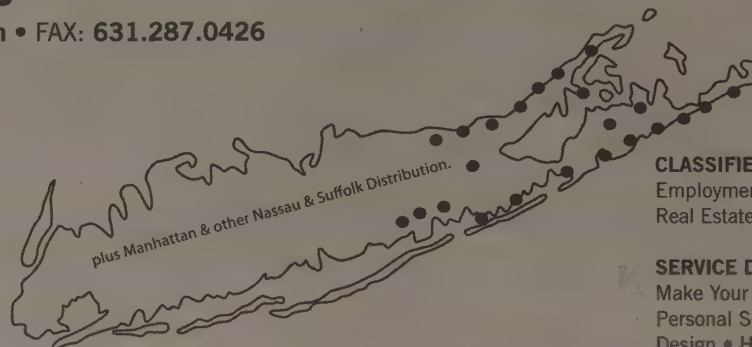 • FAX: 631.287.0426
plus Manhattan & other Nassau & Suffolk Distribution.
CLASSIFIE
Employmen
Real Estate
SERVICE D
Make Your
Personal S
Design • H